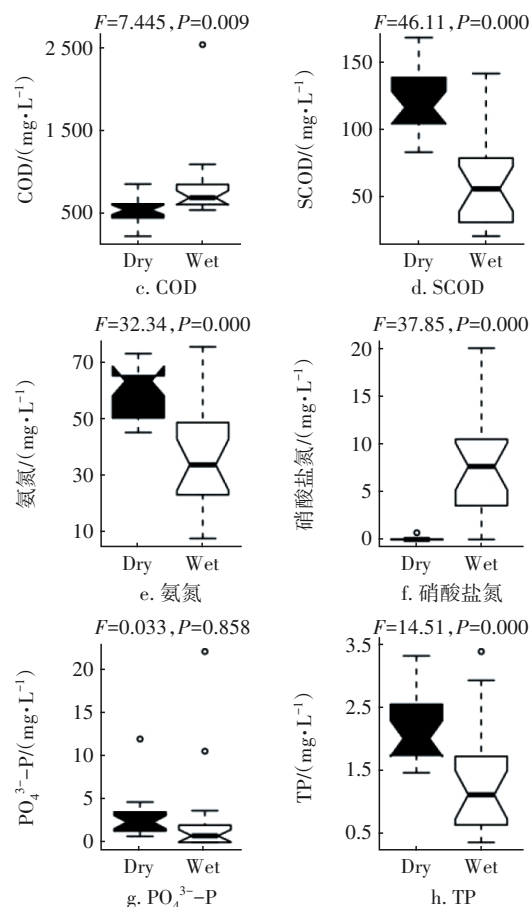 F=7.445,P=0.009
COD/(mg·L⁻¹)
2 500
1 500
500
Dry Wet
c. COD
F=46.11,P=0.000
SCOD/(mg·L⁻¹)
150
100
50
Dry Wet
d. SCOD
F=32.34,P=0.000
氨氮/(mg·L⁻¹)
70
50
30
10
Dry Wet
e. 氨氮
F=37.85,P=0.000
硝酸盐氮/(mg·L⁻¹)
20
15
10
5
0
Dry Wet
f. 硝酸盐氮
F=0.033,P=0.858
PO₄³⁻-P/(mg·L⁻¹)
20
15
10
5
0
Dry Wet
g. PO₄³⁻-P
F=14.51,P=0.000
TP/(mg·L⁻¹)
3.5
2.5
1.5
0.5
Dry Wet
h. TP